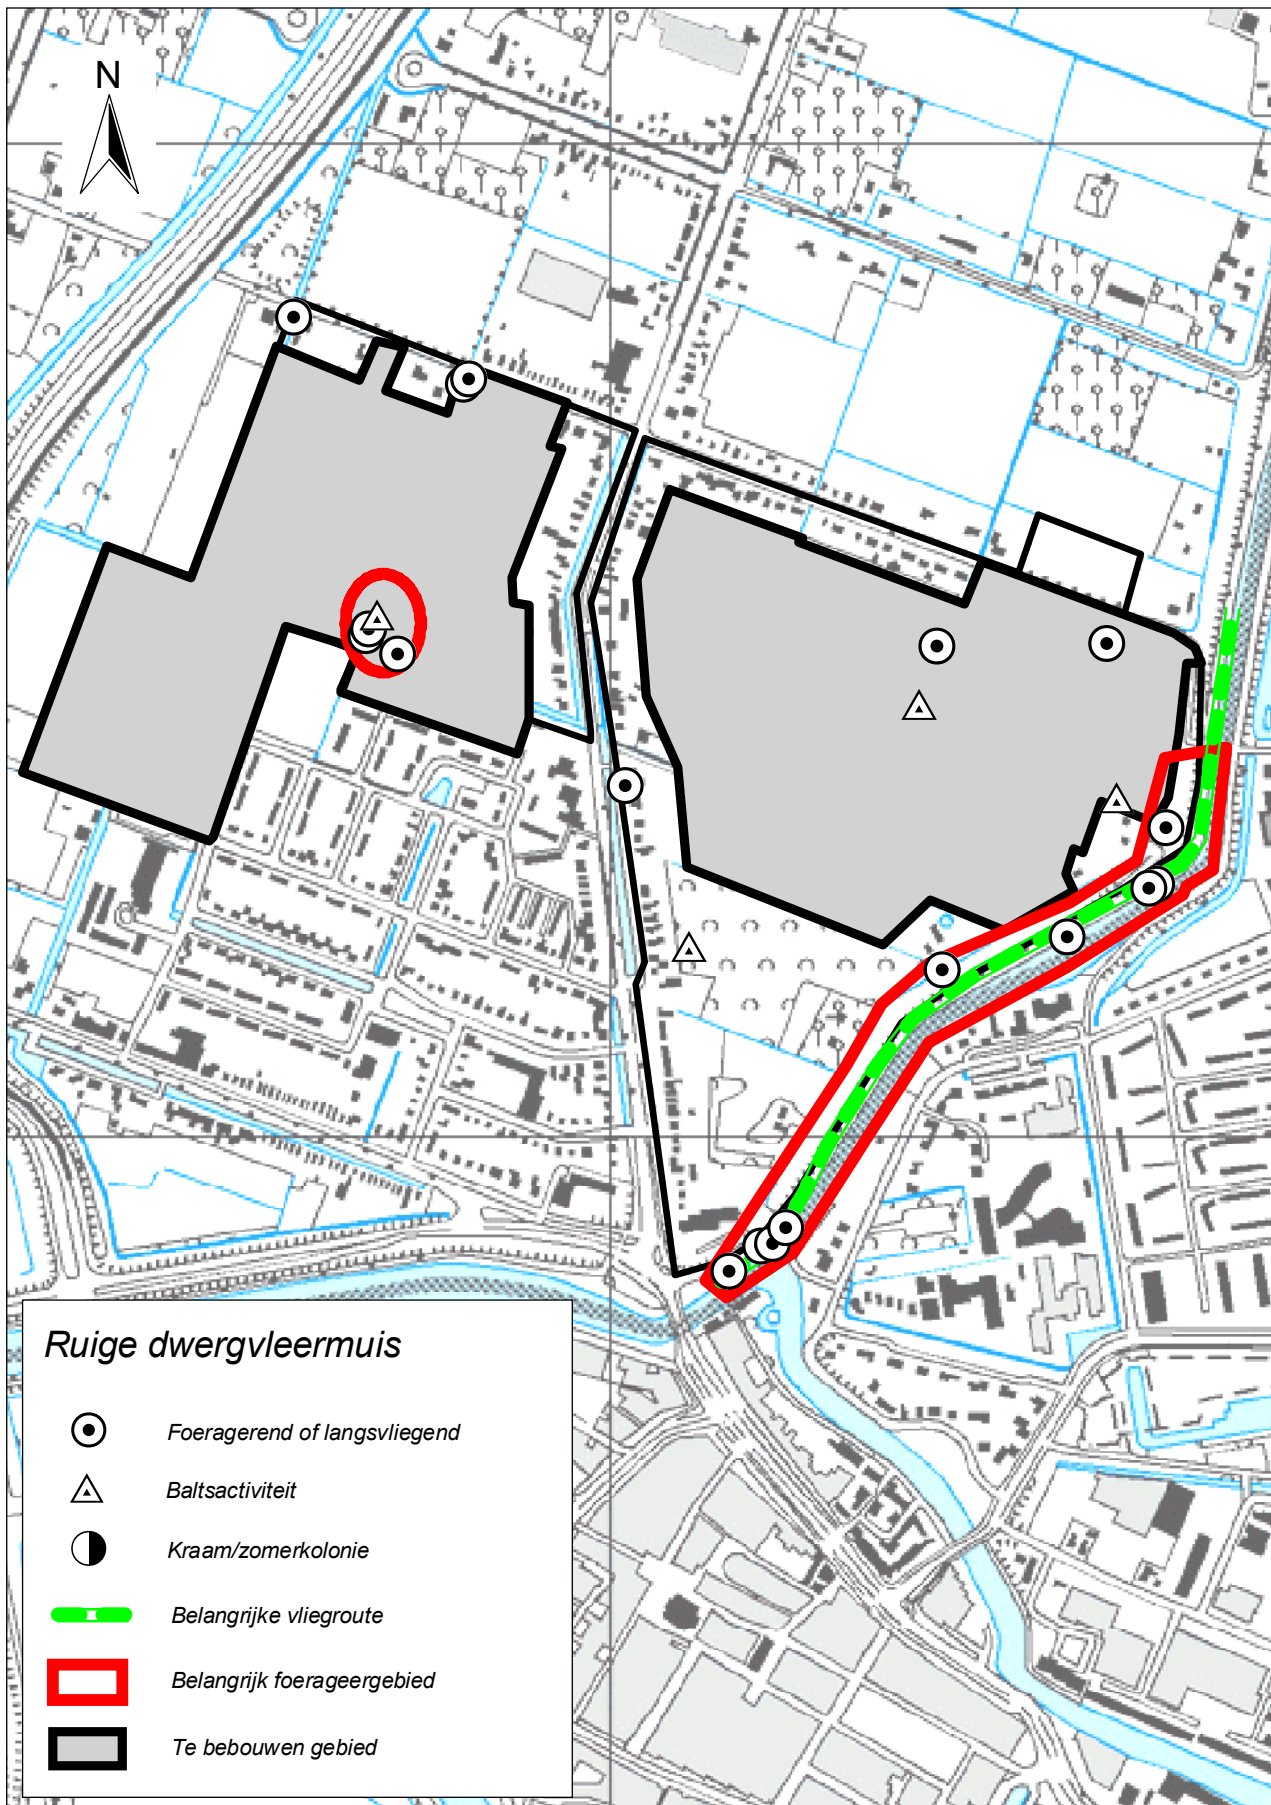 N
Ruige dwergvleermuis
Foeragerend of langsvliegend
Baltsactiviteit
Kraam/zomerkolonie
Belangrijke vliegroute
Belangrijk foerageergebied
Te bebouwen gebied